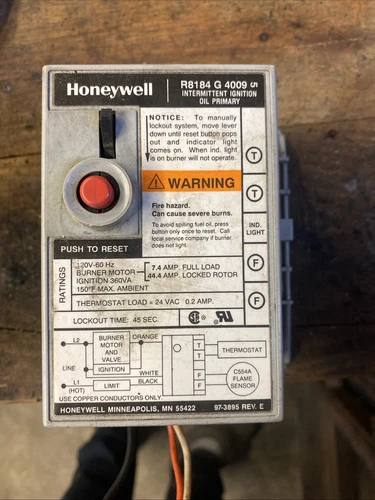 Honeywell
R8184 G 4009 5
INTERMITTENT IGNITION
OIL PRIMARY
NOTICE: To manually
lockout system, move lever
down until reset button pops
out and indicator light
comes on. When ind. light
is on burner will not operate.
WARNING
Fire hazard.
Can cause severe burns.
To avoid spilling fuel oil, press
button only once to reset. Call
local service company if burner
does not light.
T
T
IND.
LIGHT
F
F
PUSH TO RESET
RATINGS
120V-60 Hz
BURNER MOTOR 7.4 AMP. FULL LOAD
44.4 AMP. LOCKED ROTOR
IGNITION 360VA
150°F MAX. AMBIENT
THERMOSTAT LOAD = 24 VAC 0.2 AMP.
LOCKOUT TIME: 45 SEC.
L2
BURNER
MOTOR
AND
VALVE
ORANGE
LINE
IGNITION
WHITE
L1
(HOT)
LIMIT
BLACK
T
T
THERMOSTAT
F
F
C554A
FLAME
SENSOR
USE COPPER CONDUCTORS ONLY.
HONEYWELL MINNEAPOLIS, MN 55422 97-3895 REV. E